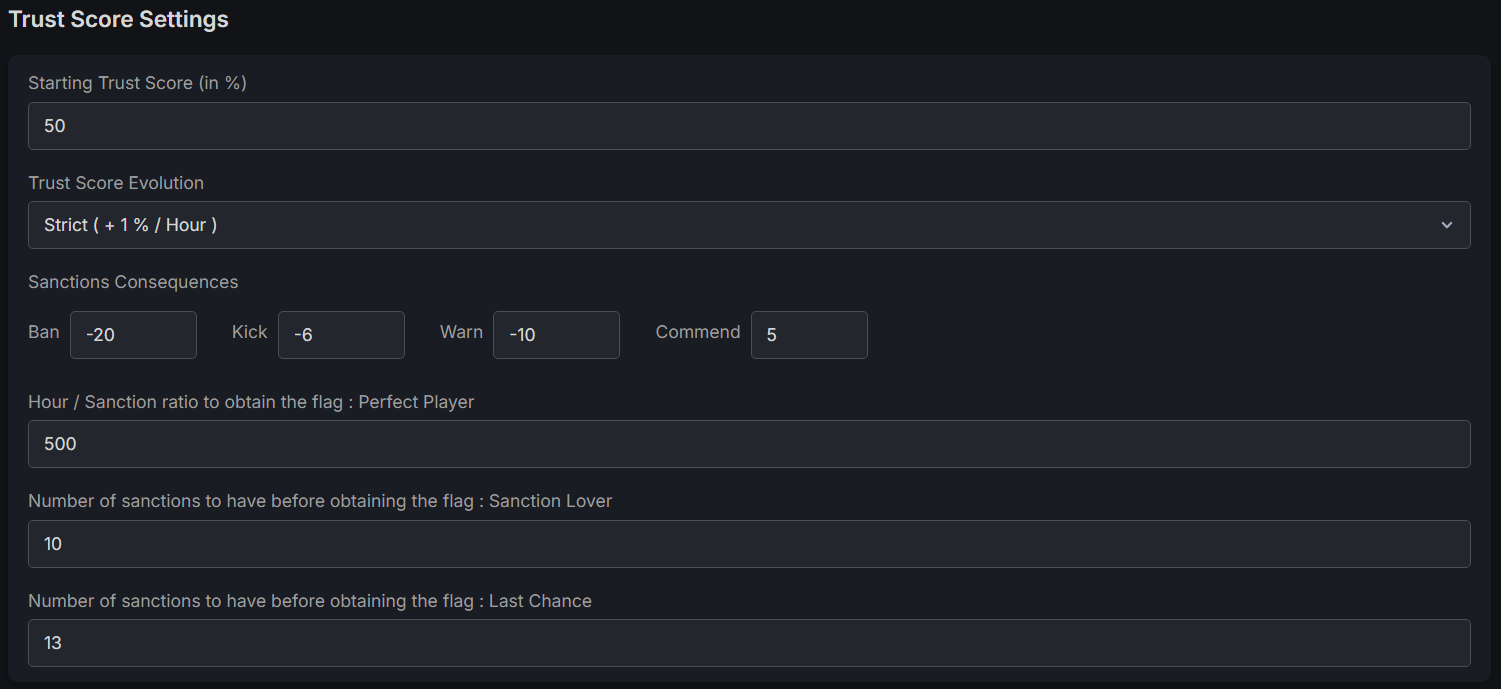 Trust Score Settings
Starting Trust Score (in %)
50
Trust Score Evolution
Strict ( + 1 % / Hour )
Sanctions Consequences
Ban -20 Kick -6 Warn -10 Commend 5
Hour / Sanction ratio to obtain the flag : Perfect Player
500
Number of sanctions to have before obtaining the flag : Sanction Lover
10
Number of sanctions to have before obtaining the flag : Last Chance
13